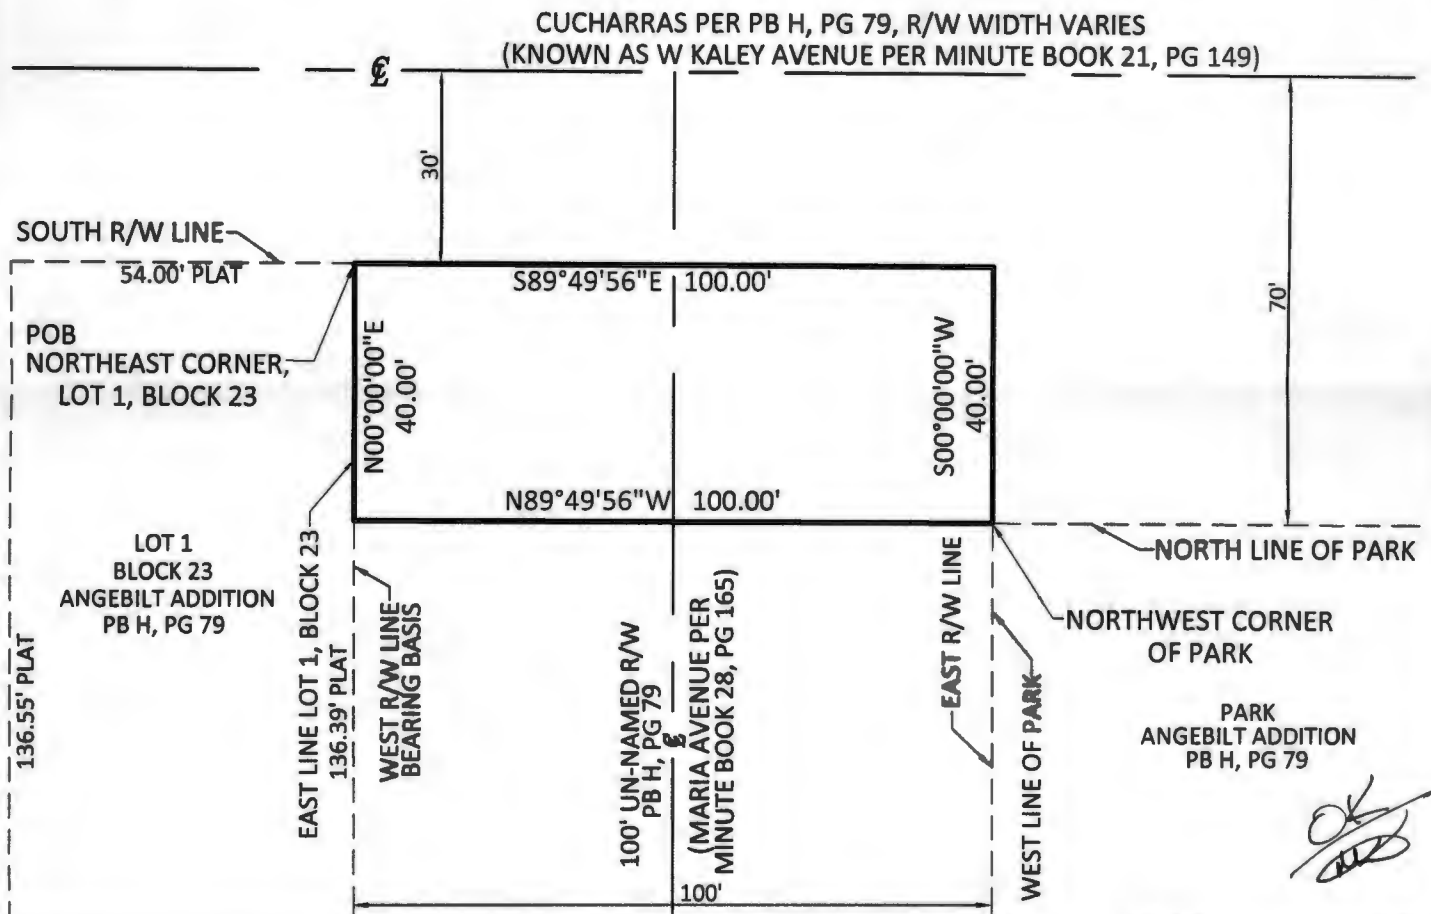 CUCHARRAS PER PB H, PG 79, R/W WIDTH VARIES
(KNOWN AS W KALEY AVENUE PER MINUTE BOOK 21, PG 149)
℄
30'
70'
SOUTH R/W LINE
54.00' PLAT
S89°49'56"E 100.00'
POB
NORTHEAST CORNER,
LOT 1, BLOCK 23
N00°00'00"E
40.00'
S00°00'00"W
40.00'
N89°49'56"W 100.00'
LOT 1
BLOCK 23
ANGEBILT ADDITION
PB H, PG 79
136.55' PLAT
EAST LINE LOT 1, BLOCK 23
136.39' PLAT
WEST R/W LINE
BEARING BASIS
100' UN-NAMED R/W
PB H, PG 79
℄
(MARIA AVENUE PER
MINUTE BOOK 28, PG 165)
EAST R/W LINE
WEST LINE OF PARK
NORTH LINE OF PARK
NORTHWEST CORNER
OF PARK
PARK
ANGEBILT ADDITION
PB H, PG 79
OK
100'